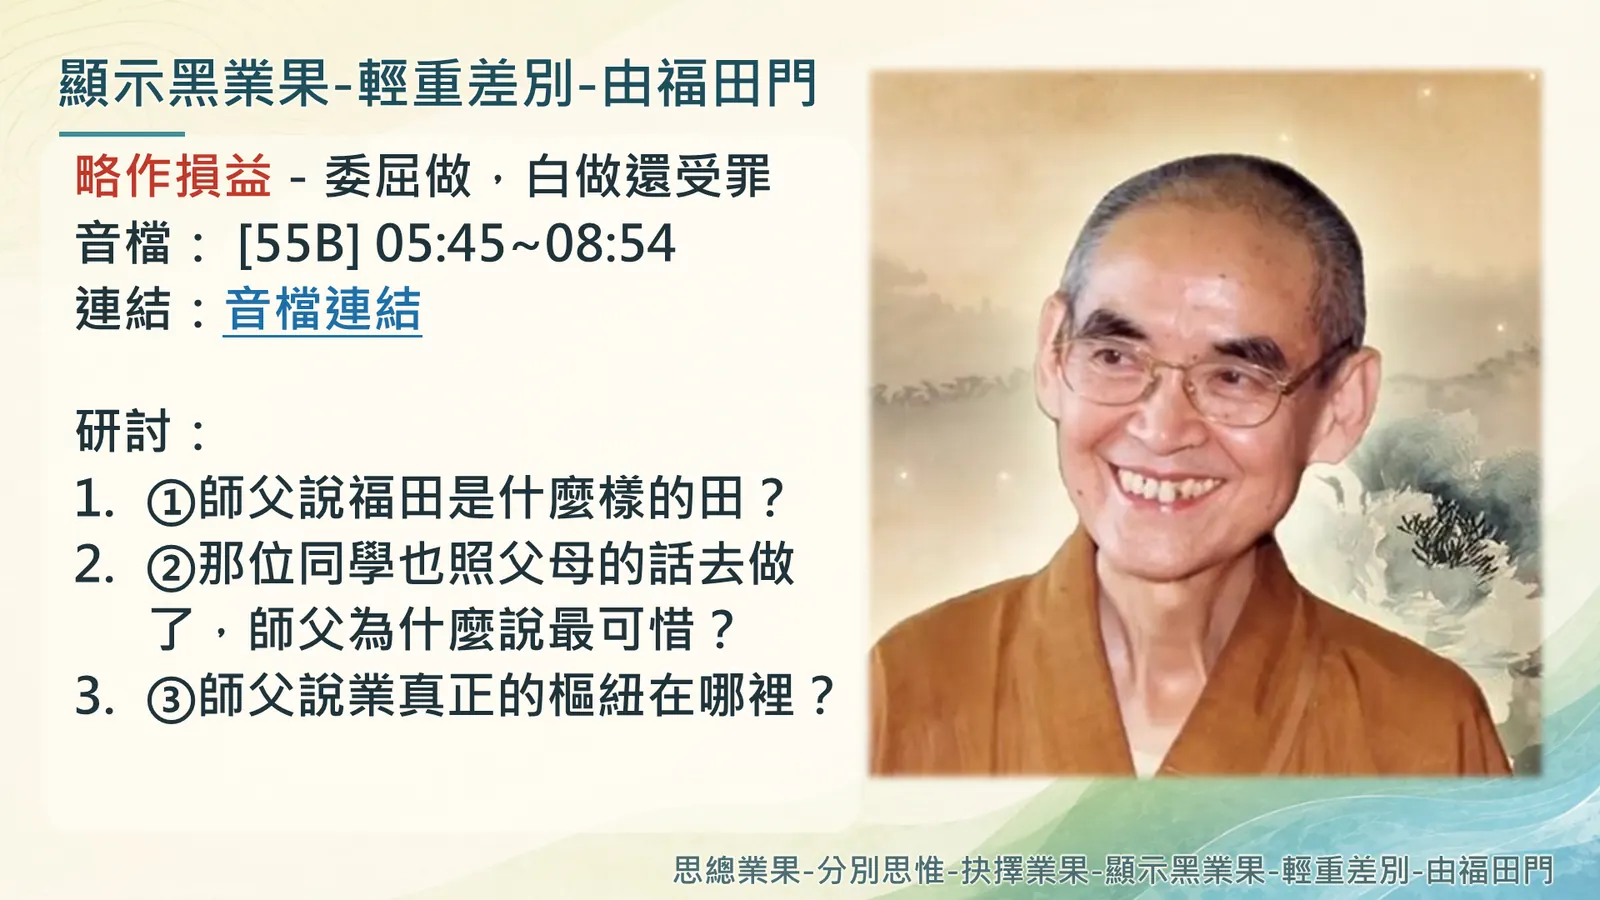 顯示黑業果-輕重差別-由福田門
略作損益 - 委屈做，白做還受罪
音檔： [55B] 05:45~08:54
連結：音檔連結
研討：
1. ①師父說福田是什麼樣的田？
2. ②那位同學也照父母的話去做
了，師父為什麼說最可惜？
3. ③師父說業真正的樞紐在哪裡？
思總業果-分別思惟-抉擇業果-顯示黑業果-輕重差別-由福田門